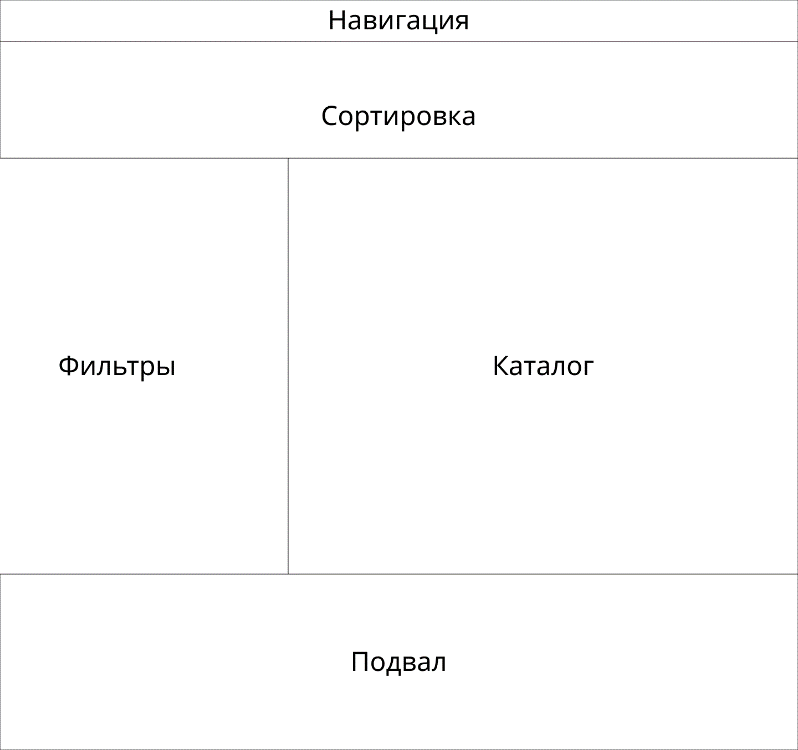 Навигация
Сортировка
Фильтры
Каталог
Подвал